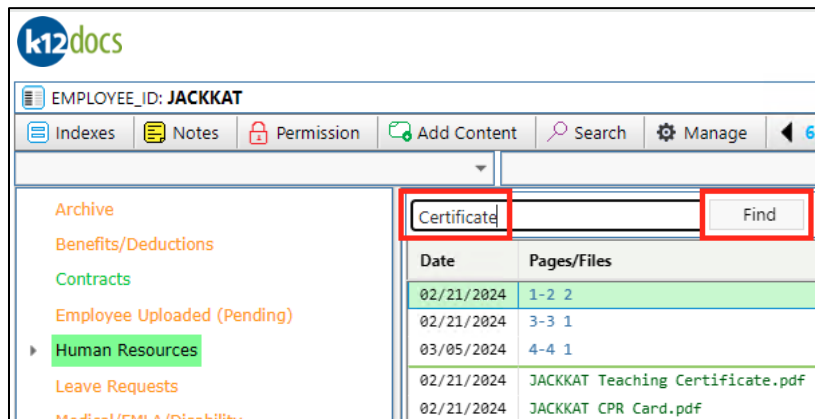 k12docs
EMPLOYEE_ID: JACKKAT
Indexes Notes Permission Add Content Search Manage 6
Archive
Benefits/Deductions
Contracts
Employee Uploaded (Pending)
Human Resources
Leave Requests
Certificate Find
Date Pages/Files
02/21/2024 1-2 2
02/21/2024 3-3 1
03/05/2024 4-4 1
02/21/2024 JACKKAT Teaching Certificate.pdf
02/21/2024 JACKKAT CPR Card.pdf